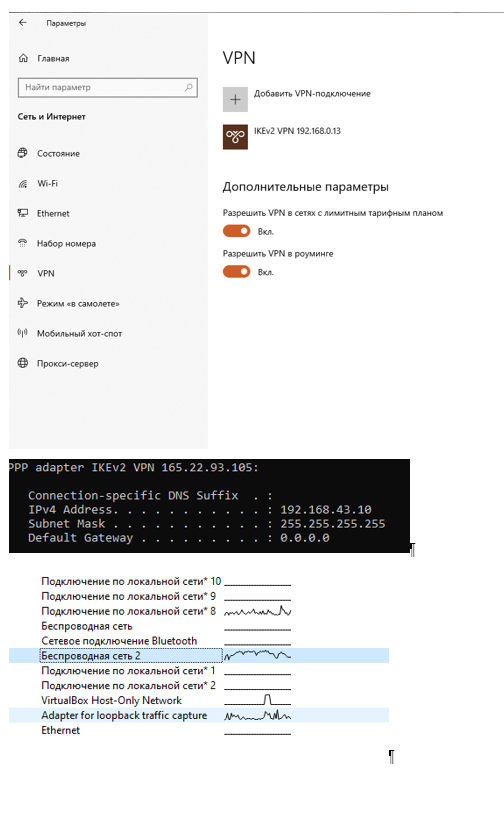 Параметры
Главная
Найти параметр
Сеть и Интернет
Состояние
Wi-Fi
Ethernet
Набор номера
VPN
Режим «в самолете»
Мобильный хот-спот
Прокси-сервер
VPN
Добавить VPN-подключение
IKEv2 VPN 192.168.0.13
Дополнительные параметры
Разрешить VPN в сетях с лимитным тарифным планом
Вкл.
Разрешить VPN в роуминге
Вкл.
PPP adapter IKEv2 VPN 165.22.93.105:
Connection-specific DNS Suffix . :
IPv4 Address. . . . . . . . . . . : 192.168.43.10
Subnet Mask . . . . . . . . . . . : 255.255.255.255
Default Gateway . . . . . . . . . : 0.0.0.0
¶
Подключение по локальной сети* 10
Подключение по локальной сети* 9
Подключение по локальной сети* 8
Беспроводная сеть
Сетевое подключение Bluetooth
Беспроводная сеть 2
Подключение по локальной сети* 1
Подключение по локальной сети* 2
VirtualBox Host-Only Network
Adapter for loopback traffic capture
Ethernet
¶